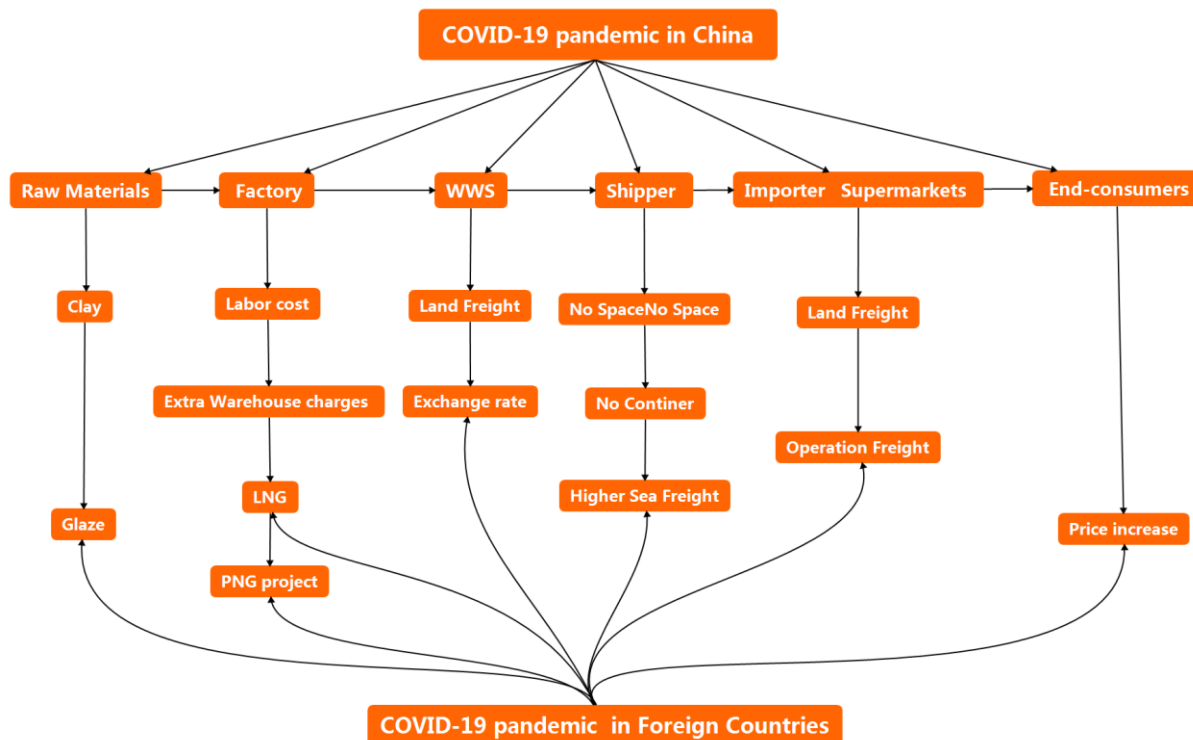 COVID-19 pandemic in China
Raw Materials
Factory
WWS
Shipper
Importer Supermarkets
End-consumers
Clay
Labor cost
Land Freight
No SpaceNo Space
Land Freight
Extra Warehouse charges
Exchange rate
No Continer
Operation Freight
LNG
Higher Sea Freight
Glaze
Price increase
PNG project
COVID-19 pandemic in Foreign Countries